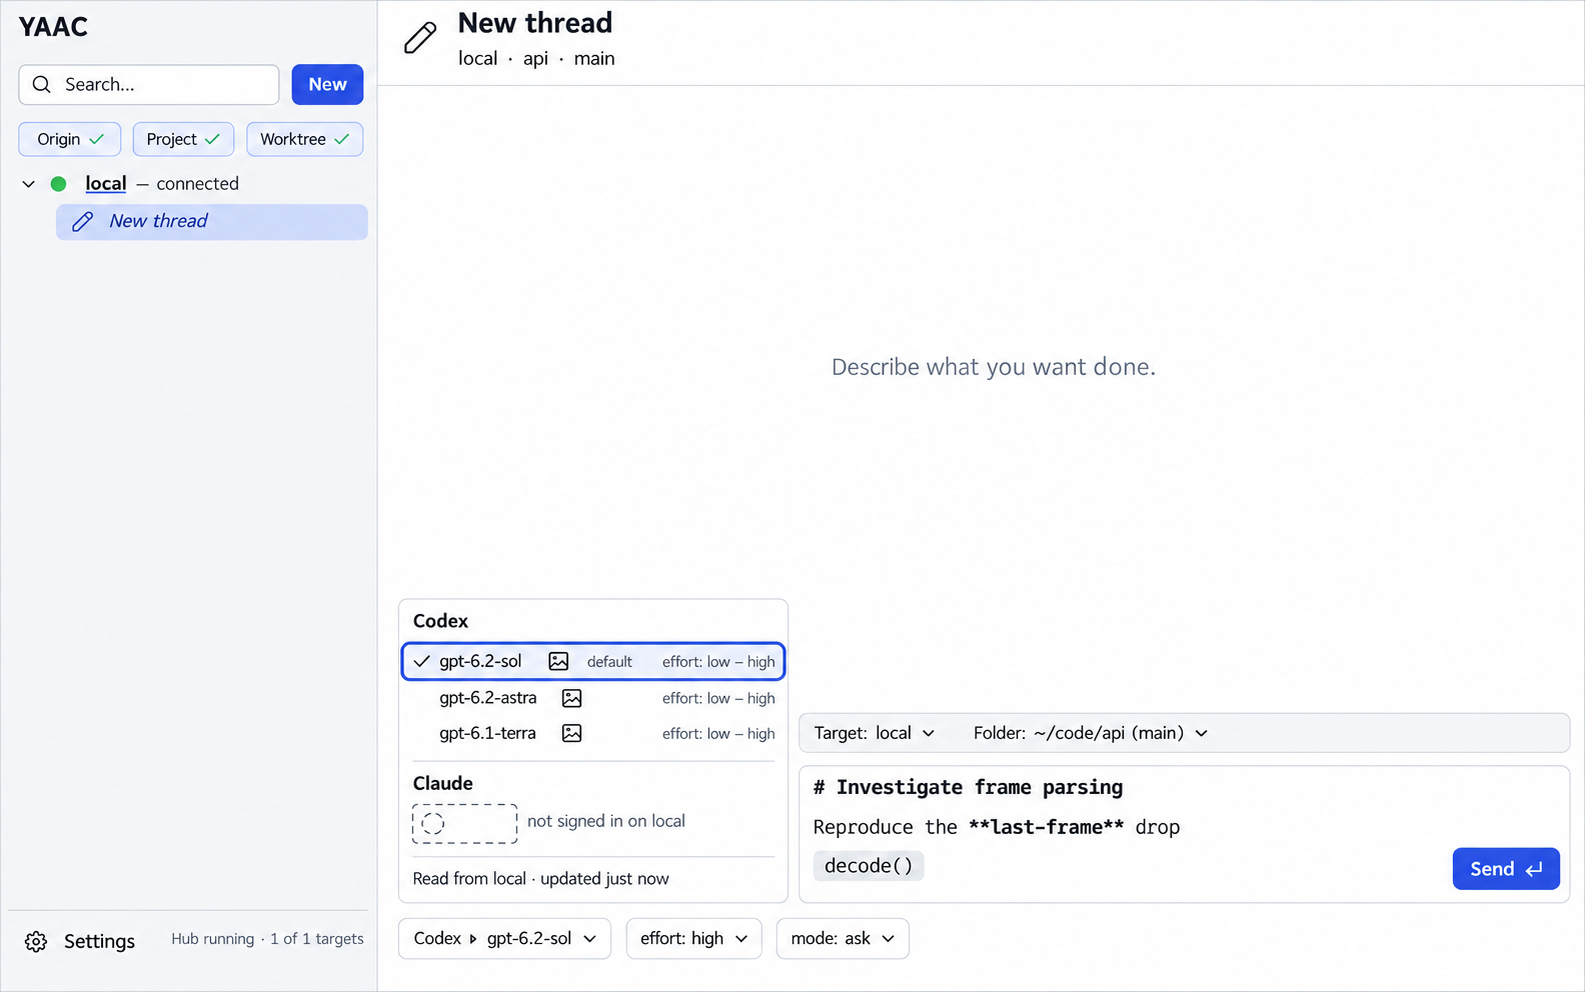 YAAC
Search...
New
Origin
Project
Worktree
local — connected
New thread
Settings
Hub running · 1 of 1 targets
New thread
local · api · main
Describe what you want done.
Codex
gpt-6.2-sol default effort: low – high
gpt-6.2-astra effort: low – high
gpt-6.1-terra effort: low – high
Claude
not signed in on local
Read from local · updated just now
Target: local Folder: ~/code/api (main)
# Investigate frame parsing
Reproduce the **last-frame** drop
decode()
Send
Codex ▸ gpt-6.2-sol
effort: high
mode: ask